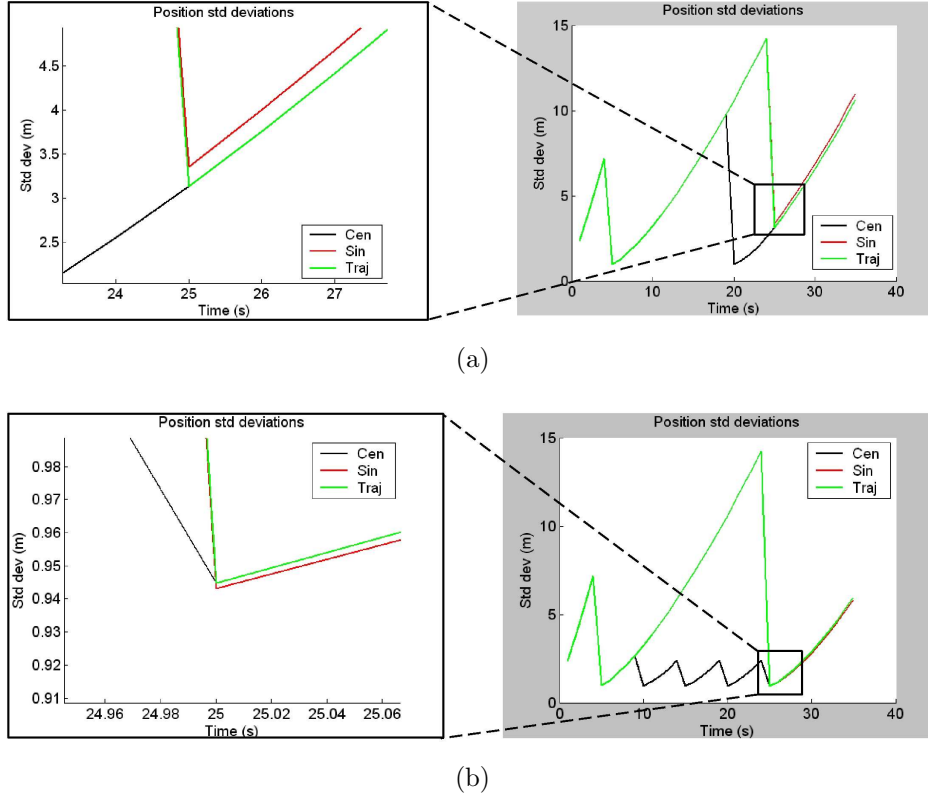 Position std deviations
4.5
4
3.5
3
2.5
Std dev (m)
24
25
26
27
Time (s)
Cen
Sin
Traj
Position std deviations
15
10
5
0
Std dev (m)
0
10
20
30
40
Time (s)
Cen
Sin
Traj
(a)
Position std deviations
0.98
0.97
0.96
0.95
0.94
0.93
0.92
0.91
Std dev (m)
24.96
24.98
25
25.02
25.04
25.06
Time (s)
Cen
Sin
Traj
Position std deviations
15
10
5
0
Std dev (m)
0
10
20
30
40
Time (s)
Cen
Sin
Traj
(b)